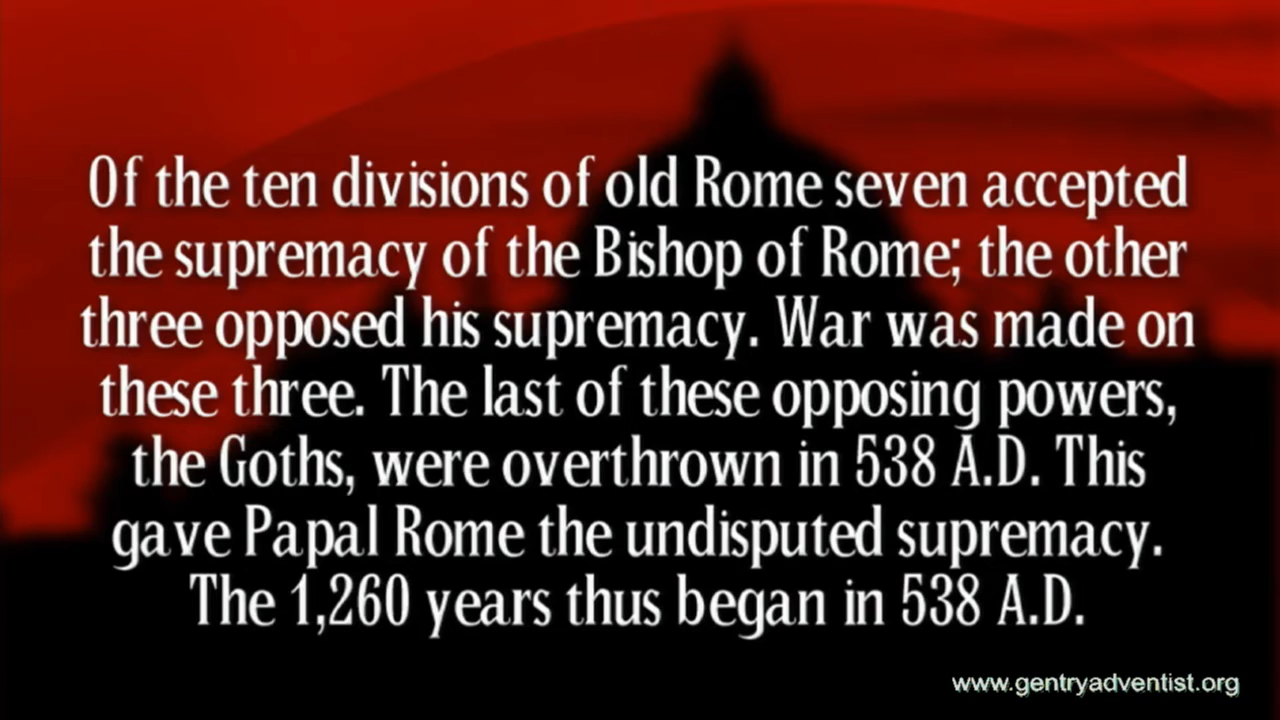 Of the ten divisions of old Rome seven accepted
the supremacy of the Bishop of Rome; the other
three opposed his supremacy. War was made on
these three. The last of these opposing powers,
the Goths, were overthrown in 538 A.D. This
gave Papal Rome the undisputed supremacy.
The 1,260 years thus began in 538 A.D.
www.gentryadventist.org